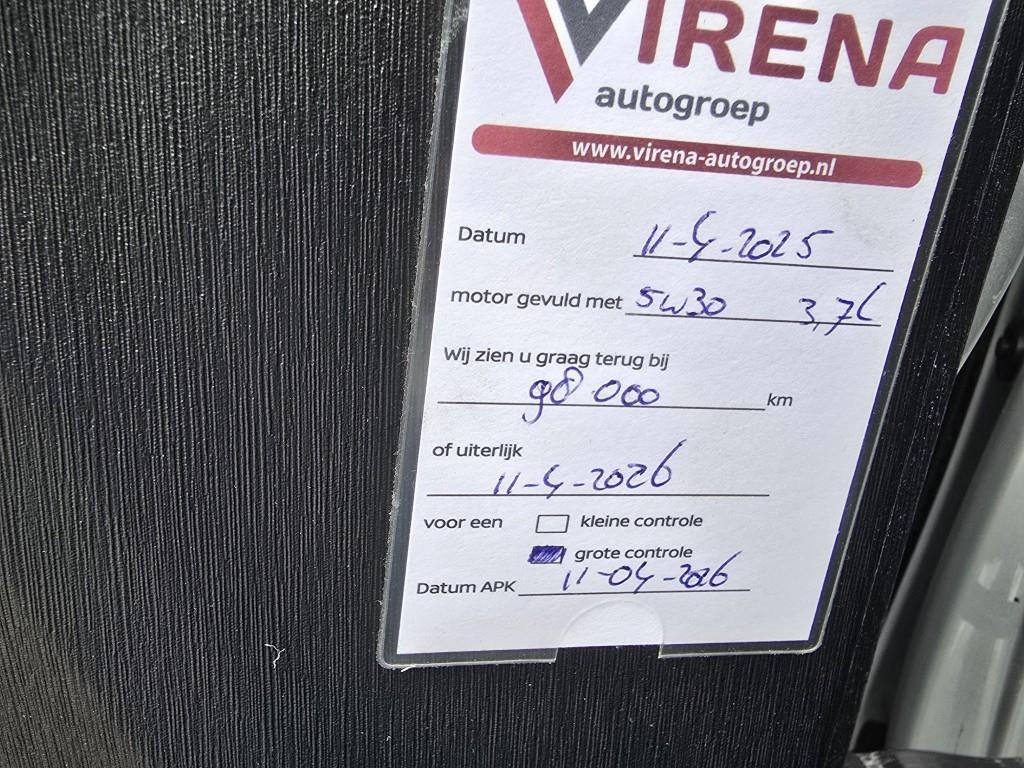 VIRENA
autogroep
www.virena-autogroep.nl
Datum 11-4-2025
motor gevuld met 5W30 3,7L
Wij zien u graag terug bij
98 000 km
of uiterlijk
11-4-2026
voor een kleine controle
grote controle
Datum APK 11-04-2026